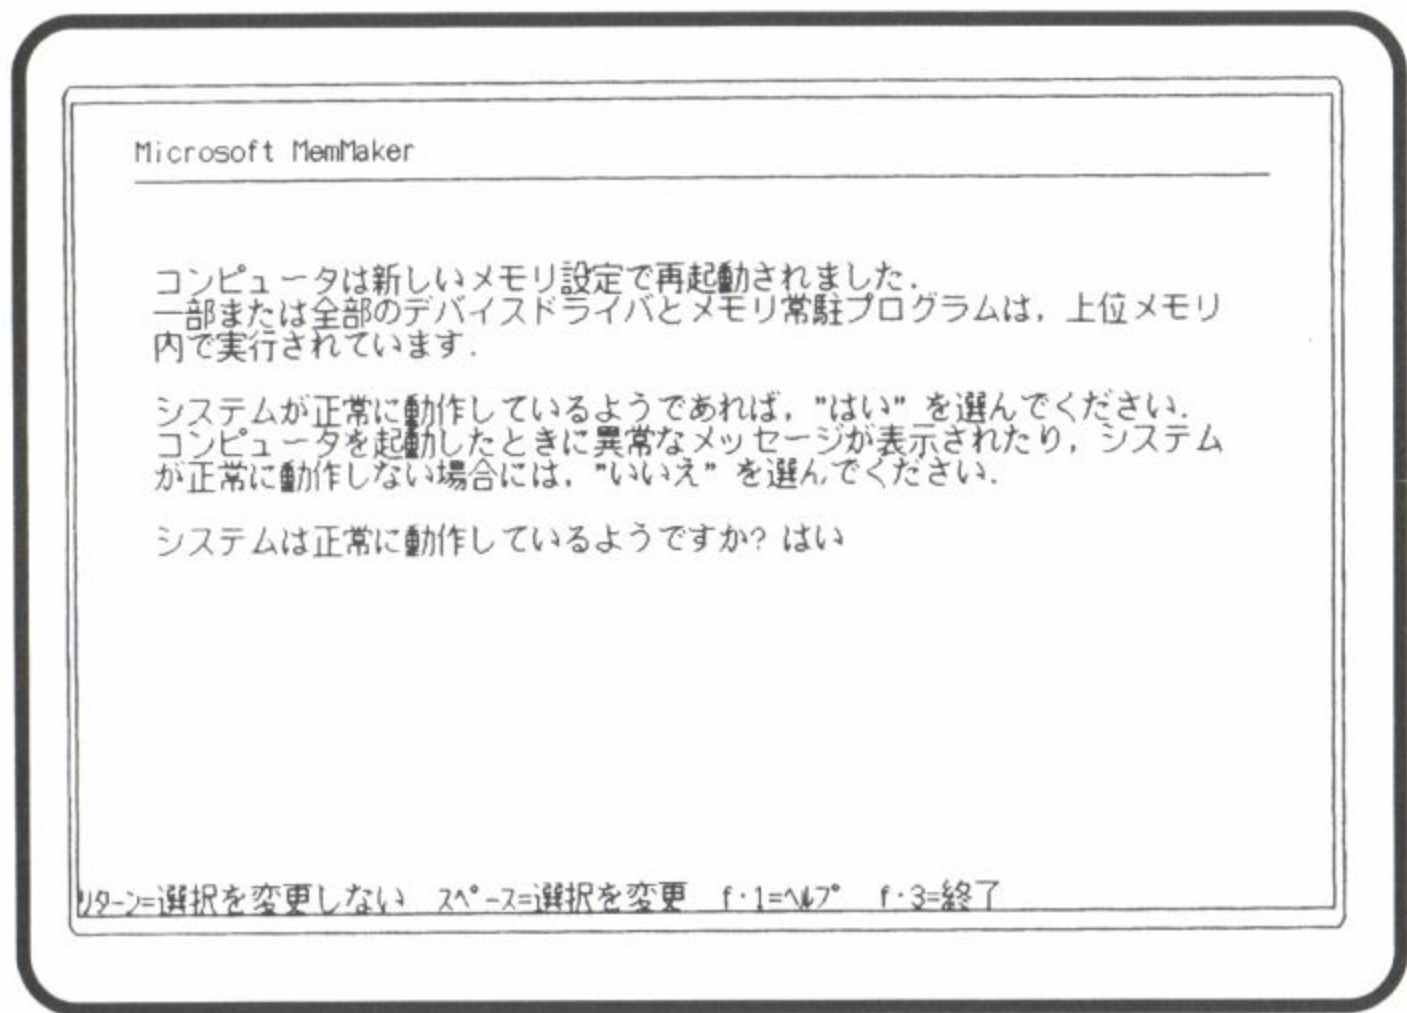 Microsoft MemMaker
コンピュータは新しいメモリ設定で再起動されました.
一部または全部のデバイスドライバとメモリ常駐プログラムは, 上位メモリ
内で実行されています.
システムが正常に動作しているようであれば, "はい" を選んでください.
コンピュータを起動したときに異常なメッセージが表示されたり, システム
が正常に動作しない場合には, "いいえ" を選んでください.
システムは正常に動作しているようですか? はい
ﾘﾀｰﾝ=選択を変更しない ｽﾍﾟｰｽ=選択を変更 f･1=ﾍﾙﾌﾟ f･3=終了